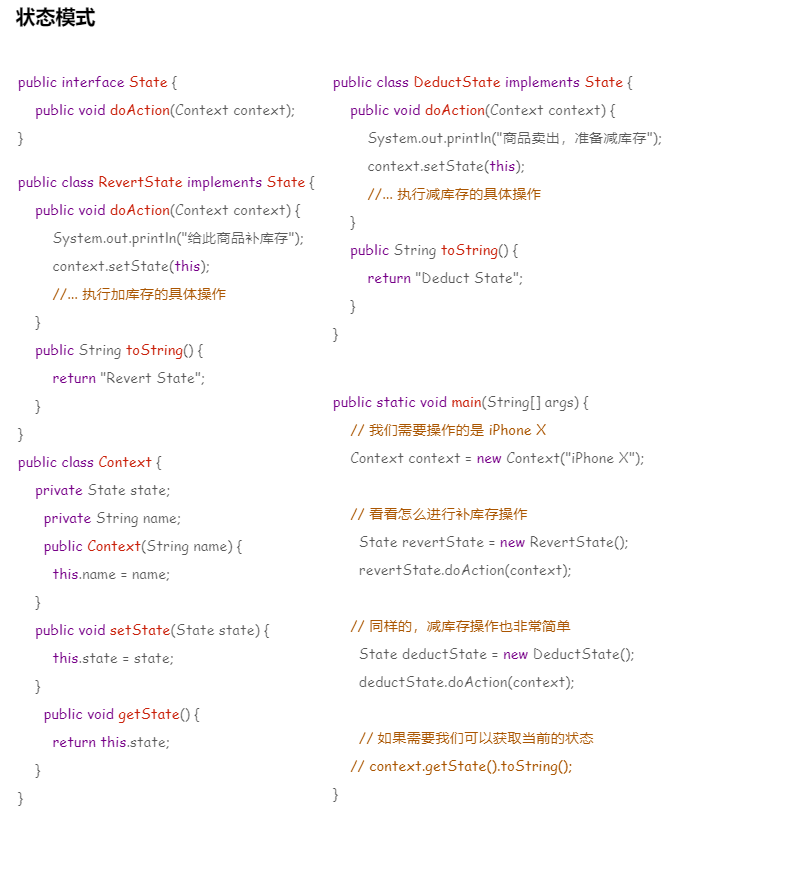 状态模式
public interface State {
public void doAction(Context context);
}
public class RevertState implements State {
public void doAction(Context context) {
System.out.println("给此商品补库存");
context.setState(this);
//... 执行加库存的具体操作
}
public String toString() {
return "Revert State";
}
}
public class Context {
private State state;
private String name;
public Context(String name) {
this.name = name;
}
public void setState(State state) {
this.state = state;
}
public void getState() {
return this.state;
}
}
public class DeductState implements State {
public void doAction(Context context) {
System.out.println("商品卖出，准备减库存");
context.setState(this);
//... 执行减库存的具体操作
}
public String toString() {
return "Deduct State";
}
}
public static void main(String[] args) {
// 我们需要操作的是 iPhone X
Context context = new Context("iPhone X");
// 看看怎么进行补库存操作
State revertState = new RevertState();
revertState.doAction(context);
// 同样的，减库存操作也非常简单
State deductState = new DeductState();
deductState.doAction(context);
// 如果需要我们可以获取当前的状态
// context.getState().toString();
}